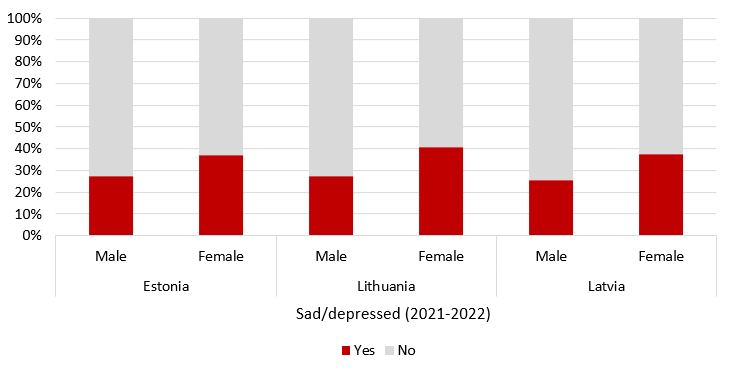 100%
90%
80%
70%
60%
50%
40%
30%
20%
10%
0%
Male Female Male Female Male Female
Estonia Lithuania Latvia
Sad/depressed (2021-2022)
Yes No